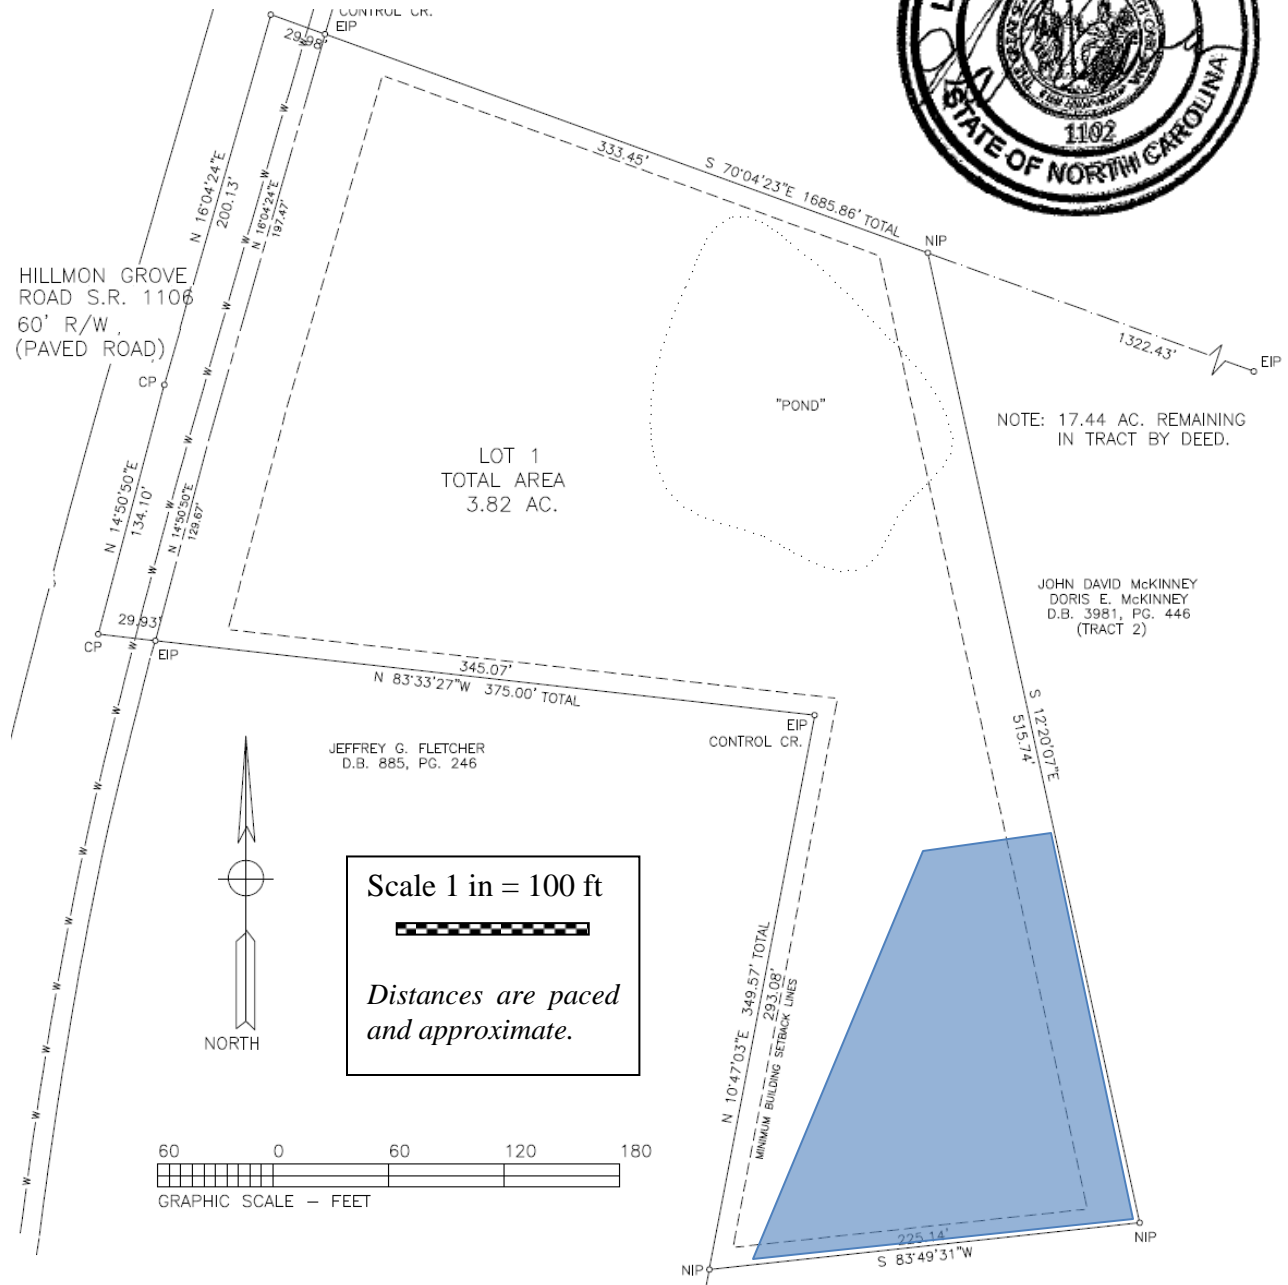 CONTROL CR.
EIP
29.98'
333.45'
S 70°04'23"E 1685.86' TOTAL
NIP
1322.43'
EIP
1102
STATE OF NORTH CAROLINA
N 16°04'24"E
200.13'
N 16°04'24"E
197.47'
HILLMON GROVE
ROAD S.R. 1106
60' R/W
(PAVED ROAD)
CP
"POND"
NOTE: 17.44 AC. REMAINING
IN TRACT BY DEED.
LOT 1
TOTAL AREA
3.82 AC.
N 14°50'50"E
134.10'
N 14°50'50"E
129.67'
JOHN DAVID McKINNEY
DORIS E. McKINNEY
D.B. 3981, PG. 446
(TRACT 2)
29.93'
CP
EIP
345.07'
N 83°33'27"W 375.00' TOTAL
EIP
CONTROL CR.
S 12°20'07"E
515.74'
JEFFREY G. FLETCHER
D.B. 885, PG. 246
NORTH
Scale 1 in = 100 ft
Distances are paced
and approximate.
N 10°47'03"E 349.57' TOTAL
293.08'
MINIMUM BUILDING SETBACK LINES
60 0 60 120 180
GRAPHIC SCALE – FEET
225.14'
S 83°49'31"W
NIP
NIP